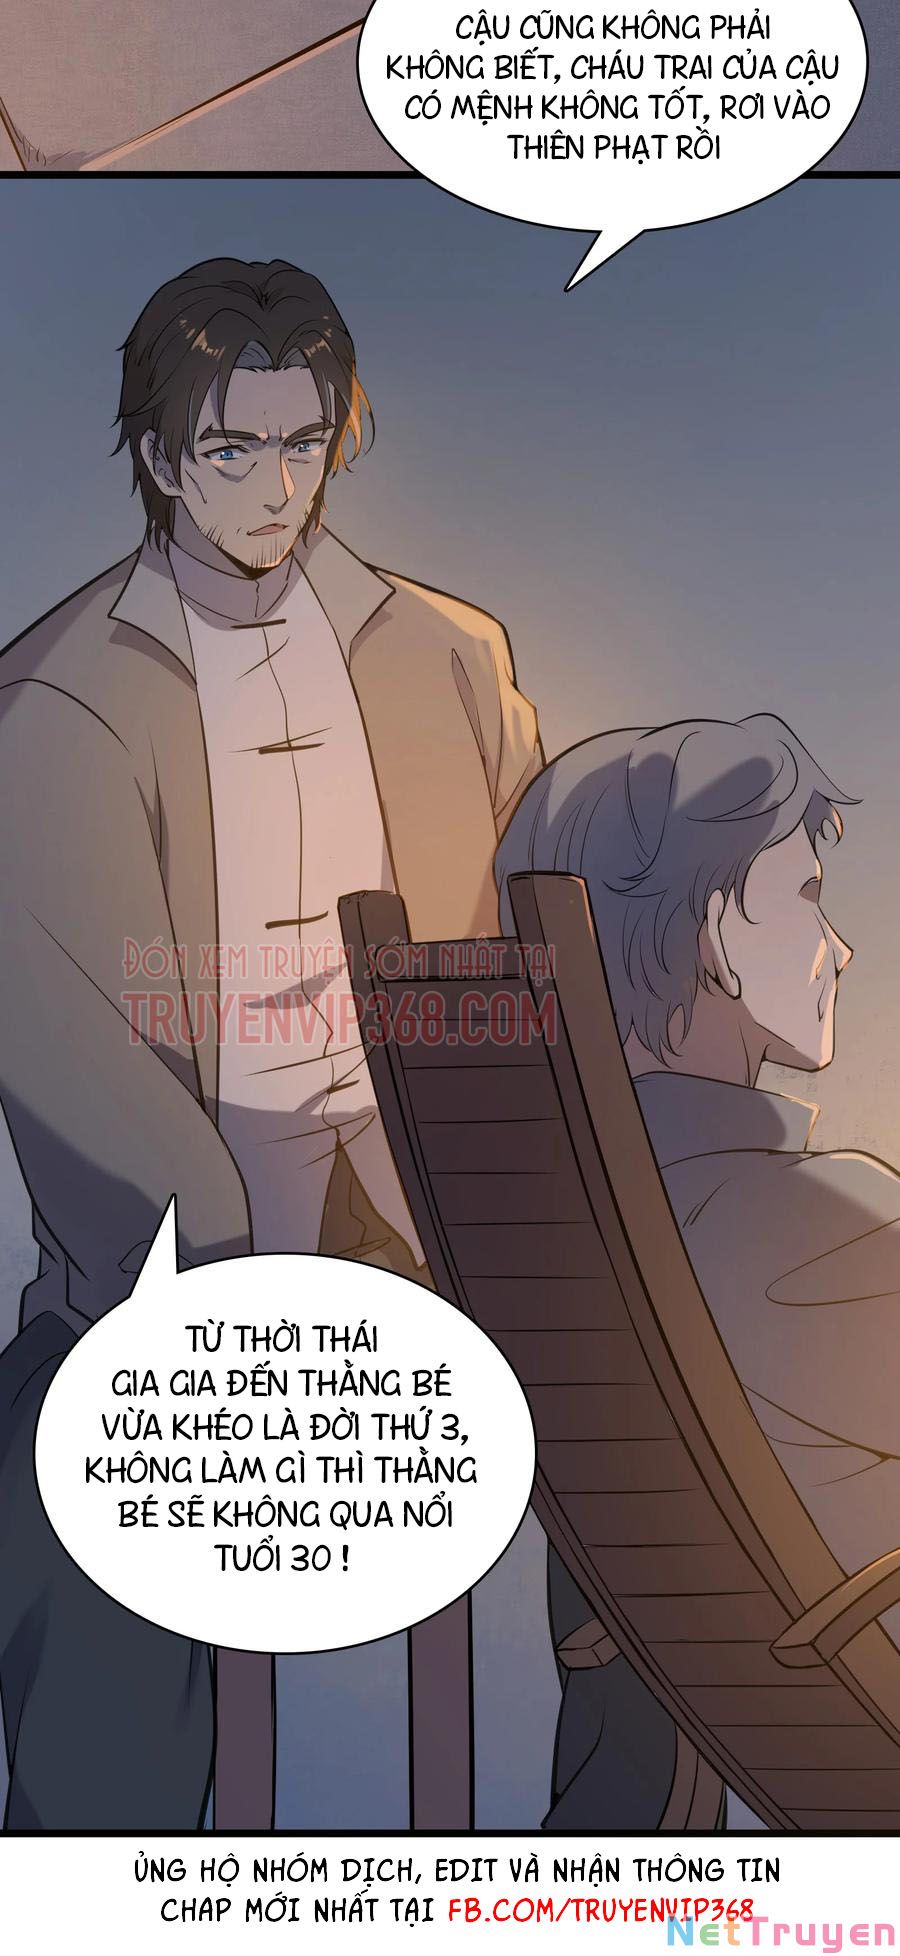 CẬU CŨNG KHÔNG PHẢI
KHÔNG BIẾT, CHÁU TRAI CỦA CẬU
CÓ MỆNH KHÔNG TỐT, RƠI VÀO
THIÊN PHẠT RỒI
ĐÓN XEM TRUYỆN SỚM NHẤT TẠI
TRUYENVIP368.COM
TỪ THỜI THÁI
GIA GIA ĐẾN THẰNG BÉ
VỪA KHÉO LÀ ĐỜI THỨ 3,
KHÔNG LÀM GÌ THÌ THẰNG
BÉ SẼ KHÔNG QUA NỔI
TUỔI 30 !
ỦNG HỘ NHÓM DỊCH, EDIT VÀ NHẬN THÔNG TIN
CHAP MỚI NHẤT TẠI FB.COM/TRUYENVIP368
NetTruyen